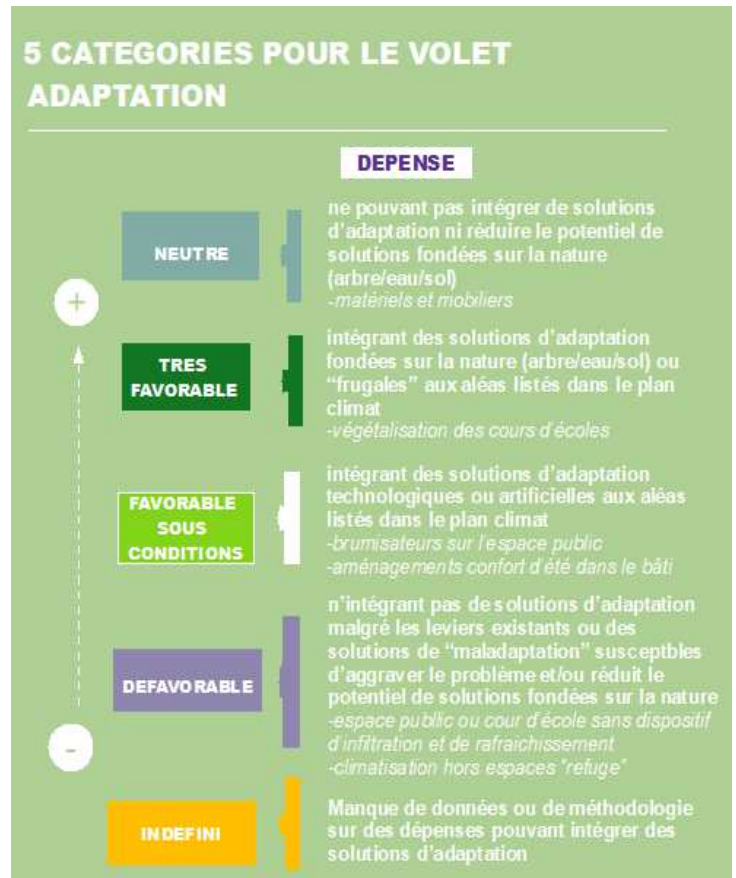 5 CATEGORIES POUR LE VOLET
ADAPTATION
DEPENSE
NEUTRE
ne pouvant pas intégrer de solutions
d'adaptation ni réduire le potentiel de
solutions fondées sur la nature
(arbre/eau/sol)
-matériels et mobiliers
+
TRES
FAVORABLE
intégrant des solutions d'adaptation
fondées sur la nature (arbre/eau/sol) ou
"frugales" aux aléas listés dans le plan
climat
-végétalisation des cours d'écoles
FAVORABLE
SOUS
CONDITIONS
intégrant des solutions d'adaptation
technologiques ou artificielles aux aléas
listés dans le plan climat
-brumisateurs sur l'espace public
-aménagements confort d'été dans le bâti
DEFAVORABLE
n'intégrant pas de solutions d'adaptation
malgré les leviers existants ou des
solutions de "maladaptation" susceptbles
d'aggraver le problème et/ou réduit le
potentiel de solutions fondées sur la nature
-espace publlic ou cour d'école sans dispositif
d'infiltration et de rafraichissement
-climatisation hors espaces "refuge"
-
INDEFINI
Manque de données ou de méthodologie
sur des dépenses pouvant intégrer des
solutions d'adaptation